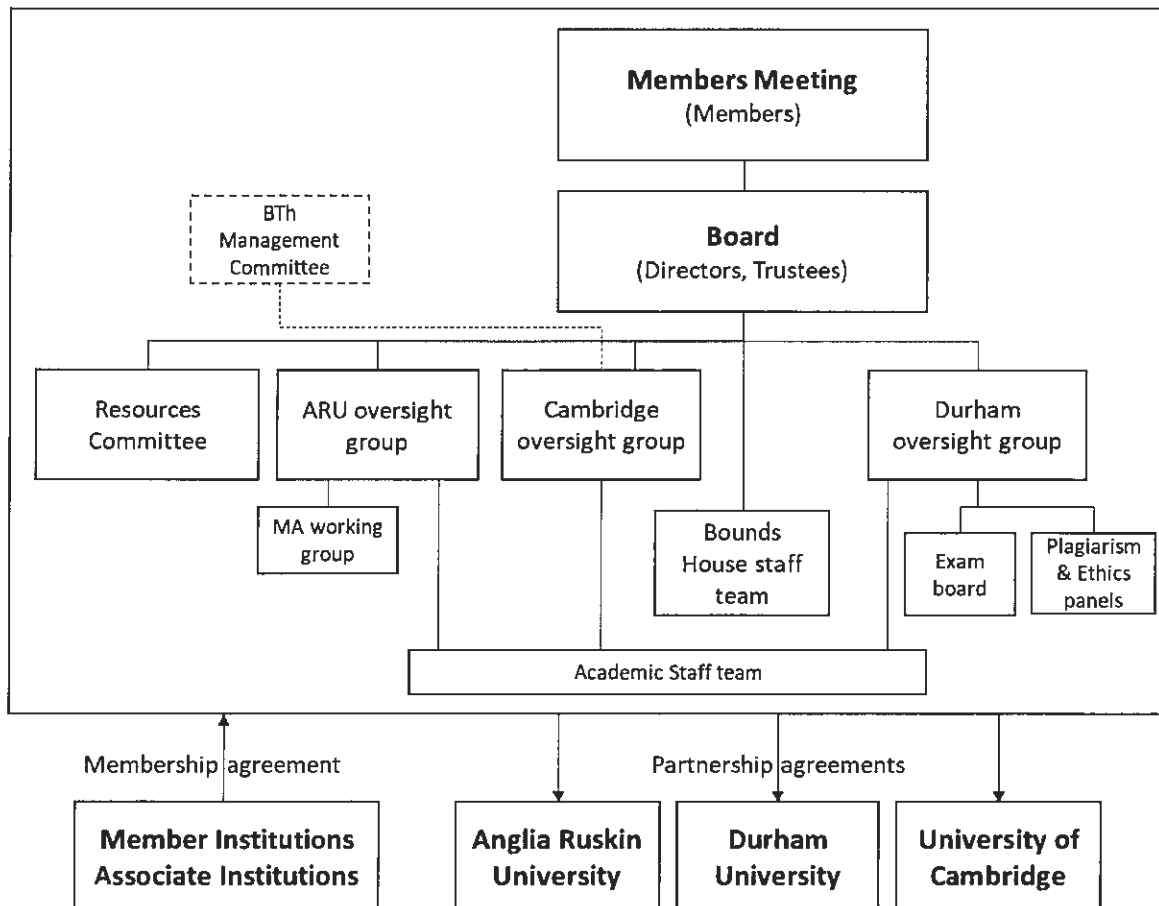 Members Meeting
(Members)
BTh
Management
Committee
Board
(Directors, Trustees)
Resources
Committee
ARU oversight
group
Cambridge
oversight group
Durham
oversight group
MA working
group
Bounds
House staff
team
Exam
board
Plagiarism
& Ethics
panels
Academic Staff team
Membership agreement
Partnership agreements
Member Institutions
Associate Institutions
Anglia Ruskin
University
Durham
University
University of
Cambridge